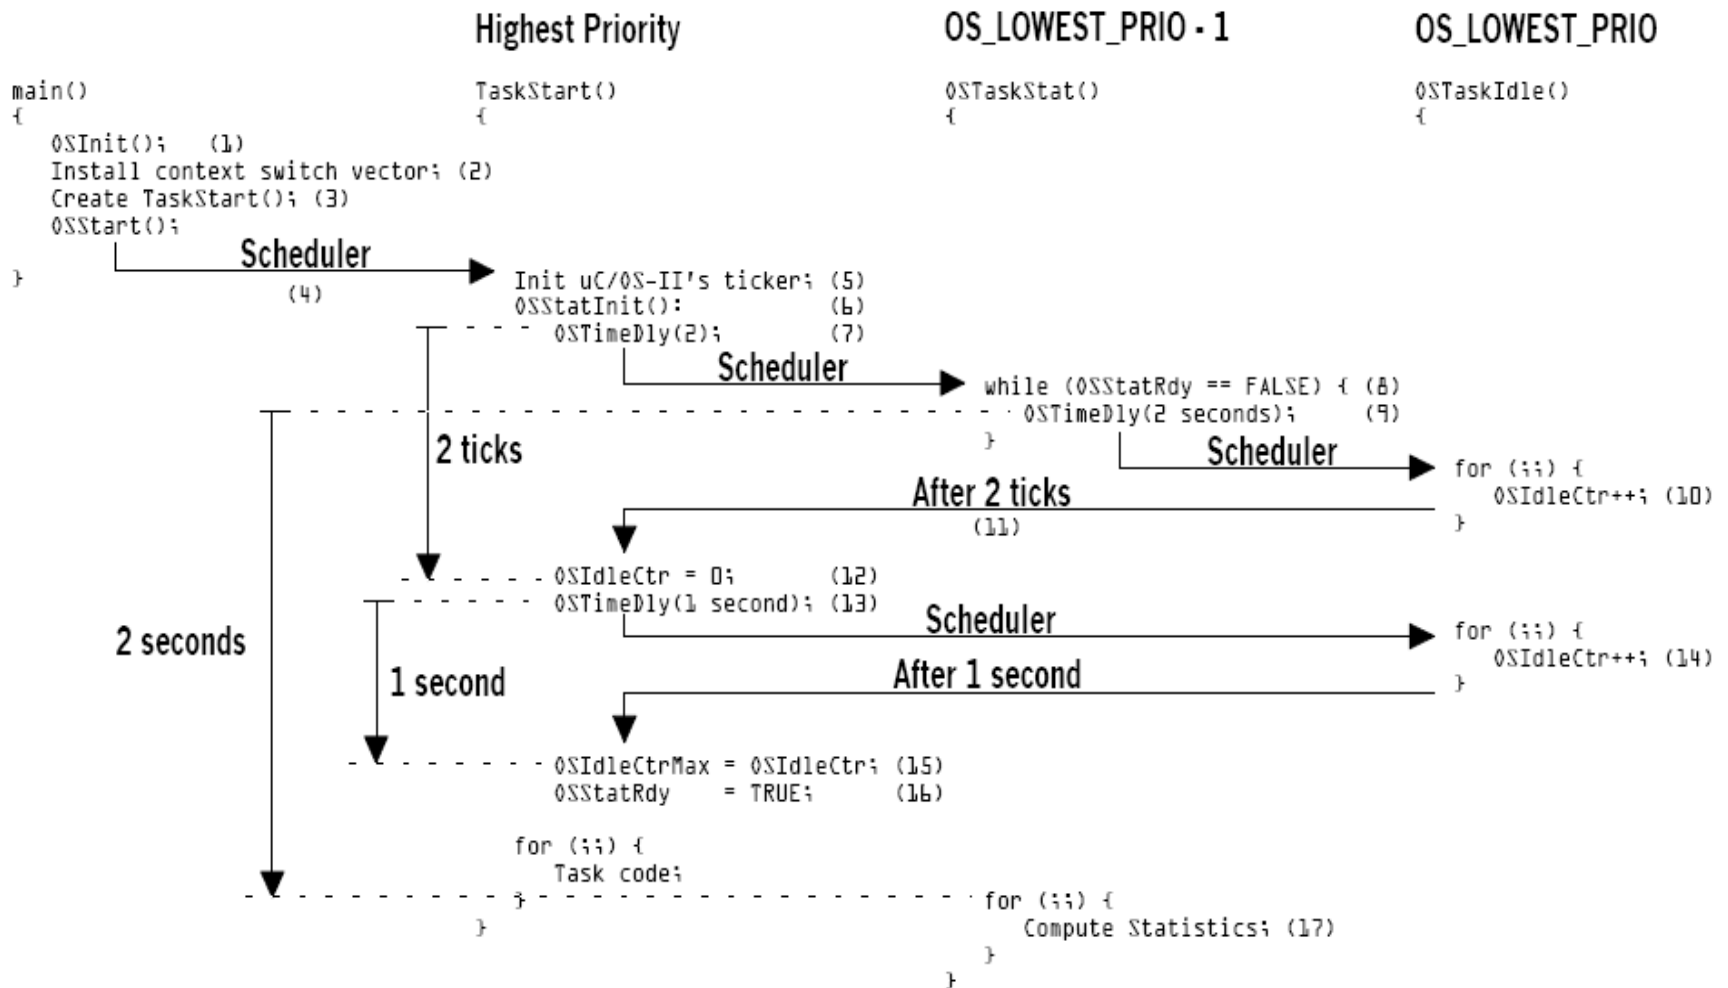 Highest Priority
OS_LOWEST_PRIO - 1
OS_LOWEST_PRIO
main()
{
OSInit(); (1)
Install context switch vector; (2)
Create TaskStart(); (3)
OSStart();
}
Scheduler
(4)
TaskStart()
{
Init uC/OS-II's ticker; (5)
OSStatInit(): (6)
OSTimeDly(2); (7)
Scheduler
OSTaskStat()
{
while (OSStatRdy == FALSE) { (8)
OSTimeDly(2 seconds); (9)
}
Scheduler
OSTaskIdle()
{
for (;;) {
OSIdleCtr++; (10)
}
After 2 ticks
(11)
2 ticks
OSIdleCtr = 0; (12)
OSTimeDly(1 second); (13)
Scheduler
for (;;) {
OSIdleCtr++; (14)
}
After 1 second
2 seconds
1 second
OSIdleCtrMax = OSIdleCtr; (15)
OSStatRdy = TRUE; (16)
for (;;) {
Task code;
}
}
for (;;) {
Compute Statistics; (17)
}
}